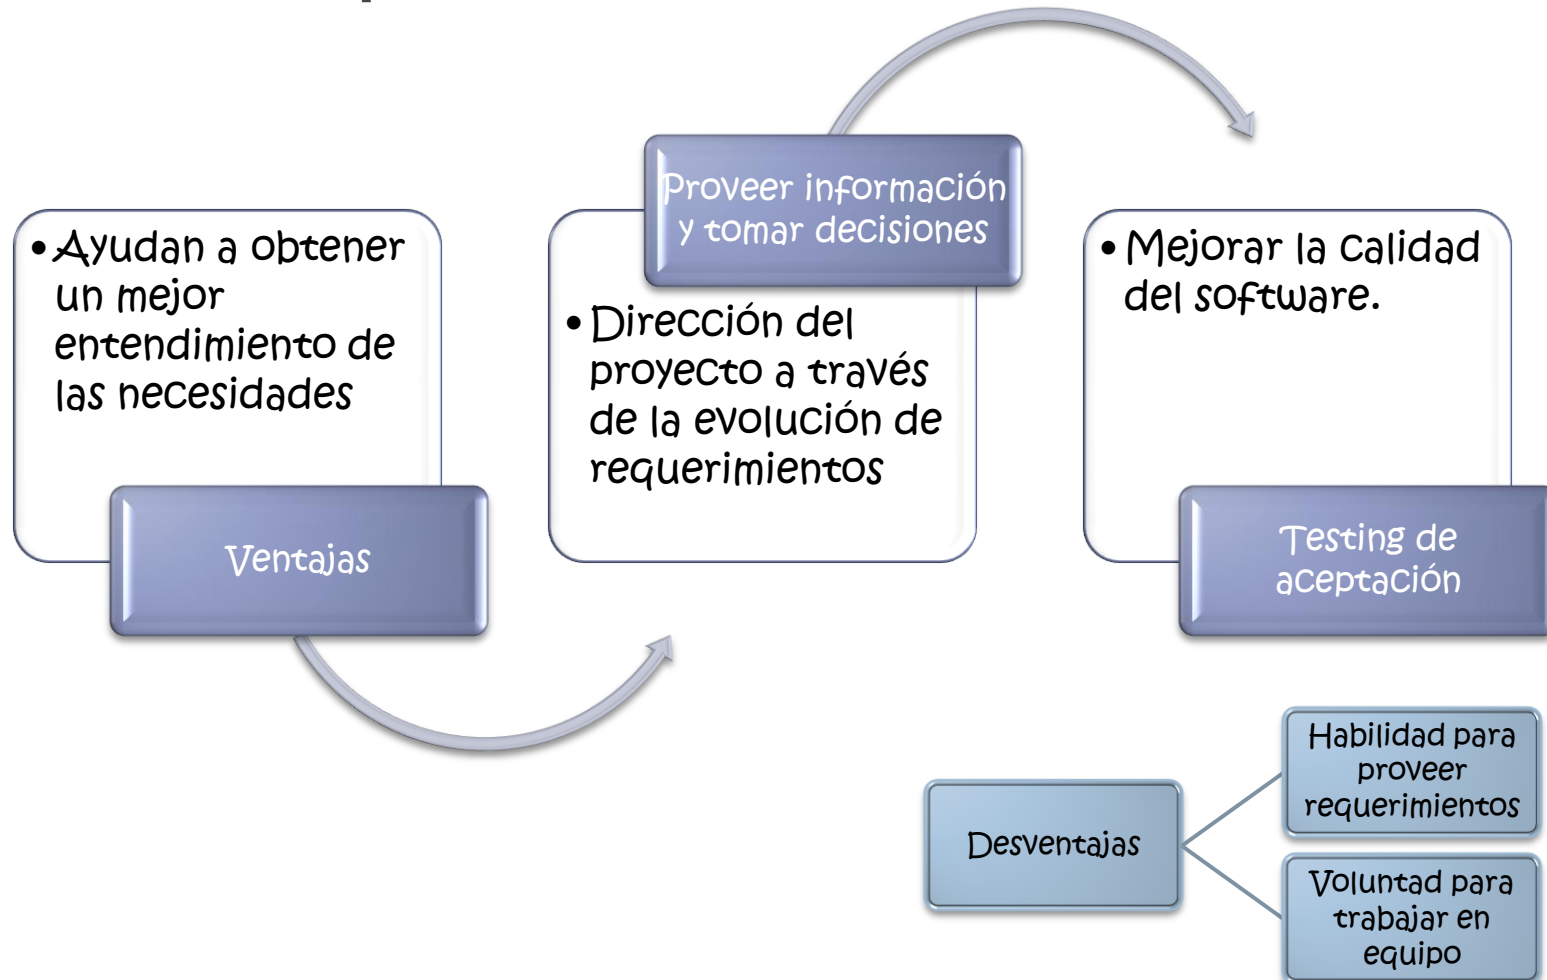 Ayudan a obtener
un mejor
entendimiento de
las necesidades
Ventajas
Proveer información
y tomar decisiones
Dirección del
proyecto a través
de la evolución de
requerimientos
Mejorar la calidad
del software.
Testing de
aceptación
Desventajas
Habilidad para
proveer
requerimientos
Voluntad para
trabajar en
equipo